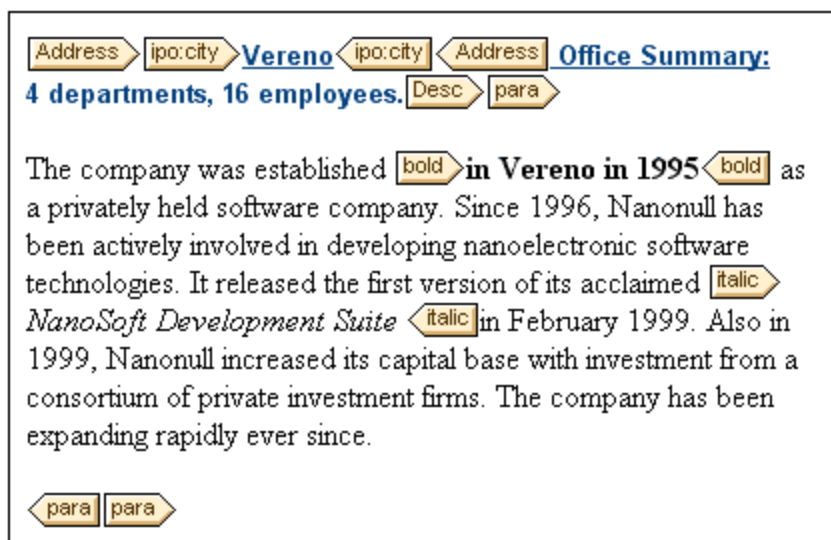 Address ipo:city Vereno ipo:city Address Office Summary:
4 departments, 16 employees. Desc para
The company was established bold in Vereno in 1995 bold as
a privately held software company. Since 1996, Nanonull has
been actively involved in developing nanoelectronic software
technologies. It released the first version of its acclaimed italic
NanoSoft Development Suite italic in February 1999. Also in
1999, Nanonull increased its capital base with investment from a
consortium of private investment firms. The company has been
expanding rapidly ever since.
para para